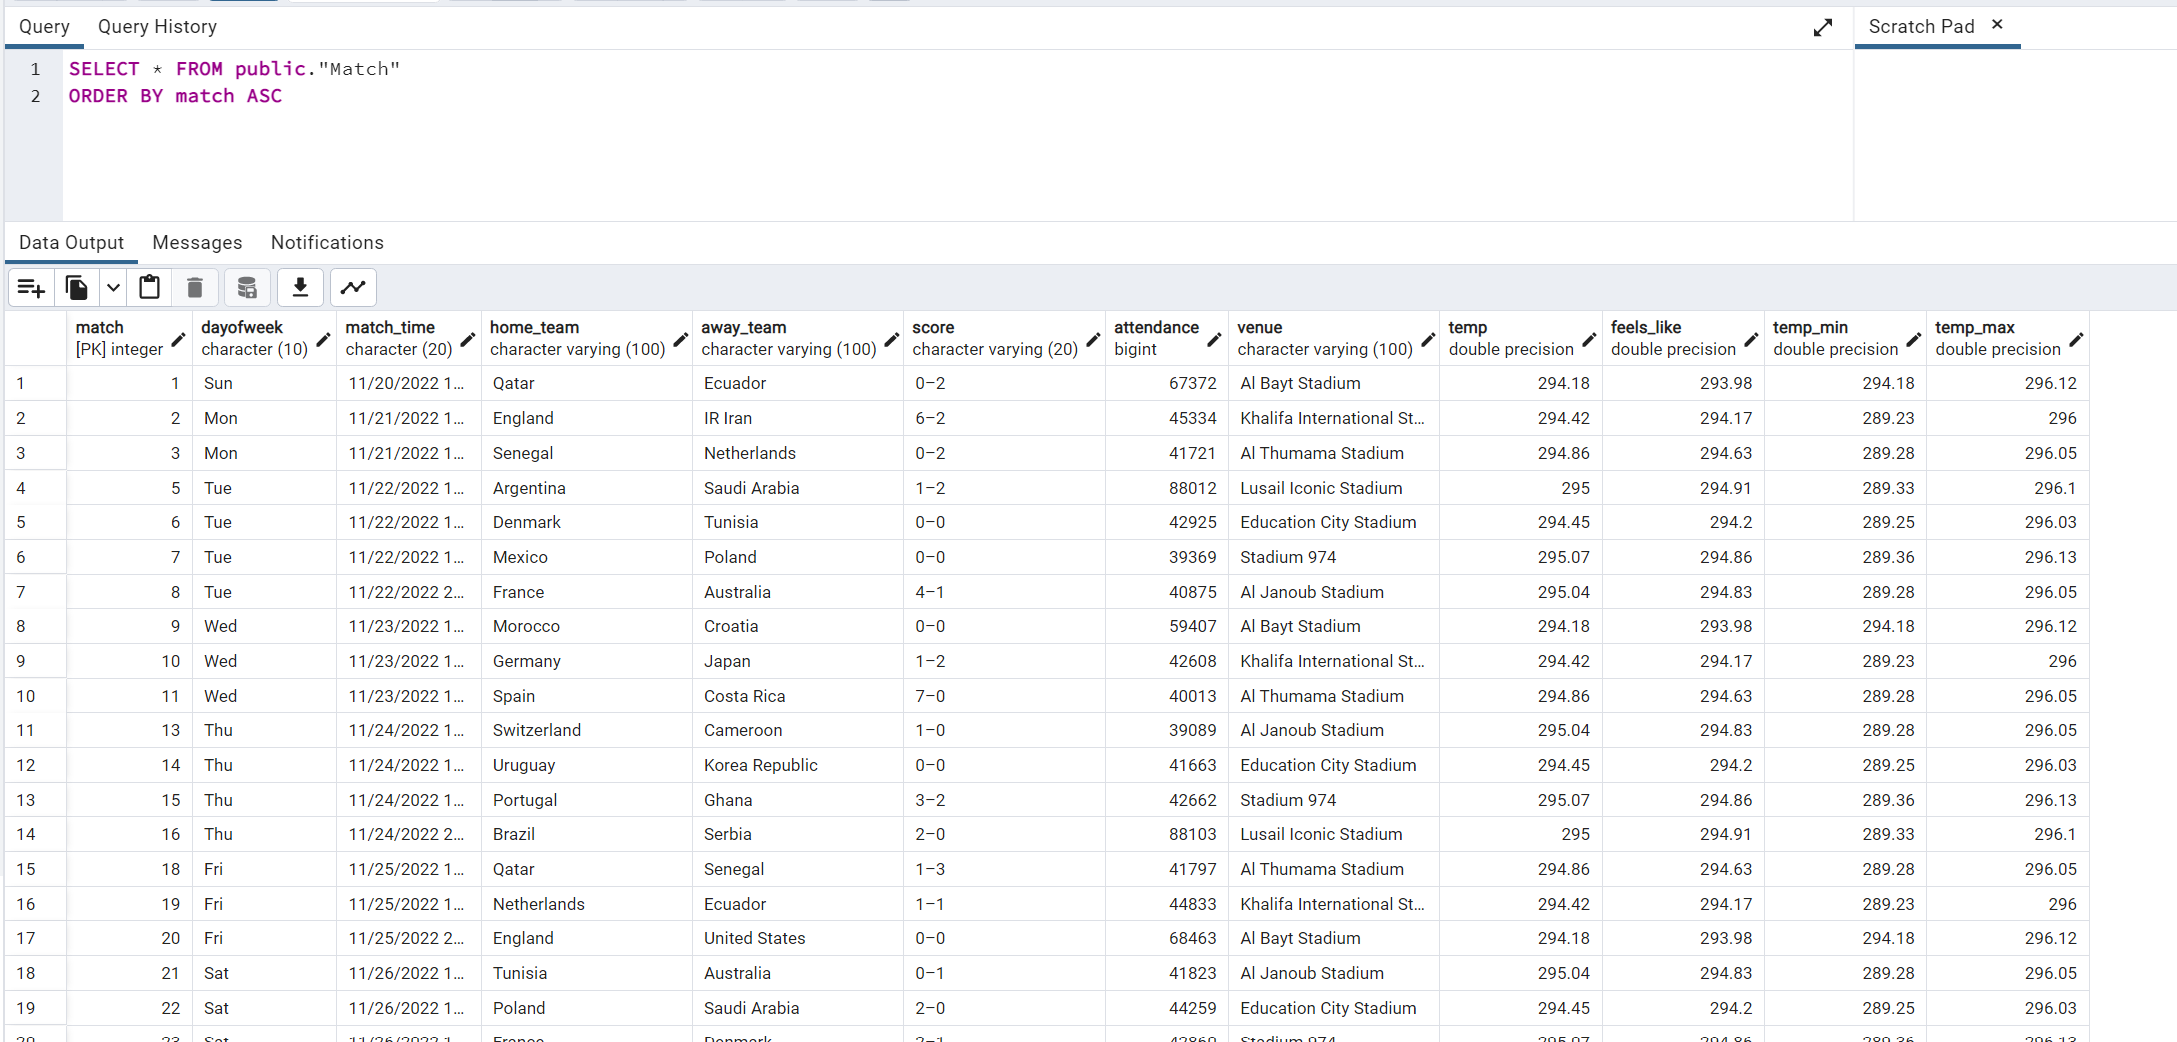 Query Query History Scratch Pad ×
1 SELECT * FROM public."Match"
2 ORDER BY match ASC
Data Output Messages Notifications
match dayofweek match_time home_team away_team score attendance venue temp feels_like temp_min temp_max
[PK] integer character (10) character (20) character varying (100) character varying (100) character varying (20) bigint character varying (100) double precision double precision double precision double precision
1 1 Sun 11/20/2022 1... Qatar Ecuador 0–2 67372 Al Bayt Stadium 294.18 293.98 294.18 296.12
2 2 Mon 11/21/2022 1... England IR Iran 6–2 45334 Khalifa International St... 294.42 294.17 289.23 296
3 3 Mon 11/21/2022 1... Senegal Netherlands 0–2 41721 Al Thumama Stadium 294.86 294.63 289.28 296.05
4 5 Tue 11/22/2022 1... Argentina Saudi Arabia 1–2 88012 Lusail Iconic Stadium 295 294.91 289.33 296.1
5 6 Tue 11/22/2022 1... Denmark Tunisia 0–0 42925 Education City Stadium 294.45 294.2 289.25 296.03
6 7 Tue 11/22/2022 1... Mexico Poland 0–0 39369 Stadium 974 295.07 294.86 289.36 296.13
7 8 Tue 11/22/2022 2... France Australia 4–1 40875 Al Janoub Stadium 295.04 294.83 289.28 296.05
8 9 Wed 11/23/2022 1... Morocco Croatia 0–0 59407 Al Bayt Stadium 294.18 293.98 294.18 296.12
9 10 Wed 11/23/2022 1... Germany Japan 1–2 42608 Khalifa International St... 294.42 294.17 289.23 296
10 11 Wed 11/23/2022 1... Spain Costa Rica 7–0 40013 Al Thumama Stadium 294.86 294.63 289.28 296.05
11 13 Thu 11/24/2022 1... Switzerland Cameroon 1–0 39089 Al Janoub Stadium 295.04 294.83 289.28 296.05
12 14 Thu 11/24/2022 1... Uruguay Korea Republic 0–0 41663 Education City Stadium 294.45 294.2 289.25 296.03
13 15 Thu 11/24/2022 1... Portugal Ghana 3–2 42662 Stadium 974 295.07 294.86 289.36 296.13
14 16 Thu 11/24/2022 2... Brazil Serbia 2–0 88103 Lusail Iconic Stadium 295 294.91 289.33 296.1
15 18 Fri 11/25/2022 1... Qatar Senegal 1–3 41797 Al Thumama Stadium 294.86 294.63 289.28 296.05
16 19 Fri 11/25/2022 1... Netherlands Ecuador 1–1 44833 Khalifa International St... 294.42 294.17 289.23 296
17 20 Fri 11/25/2022 2... England United States 0–0 68463 Al Bayt Stadium 294.18 293.98 294.18 296.12
18 21 Sat 11/26/2022 1... Tunisia Australia 0–1 41823 Al Janoub Stadium 295.04 294.83 289.28 296.05
19 22 Sat 11/26/2022 1... Poland Saudi Arabia 2–0 44259 Education City Stadium 294.45 294.2 289.25 296.03
20 23 Sat 11/26/2022 1... France Denmark 2–1 42860 Stadium 974 295.07 294.86 289.36 296.13